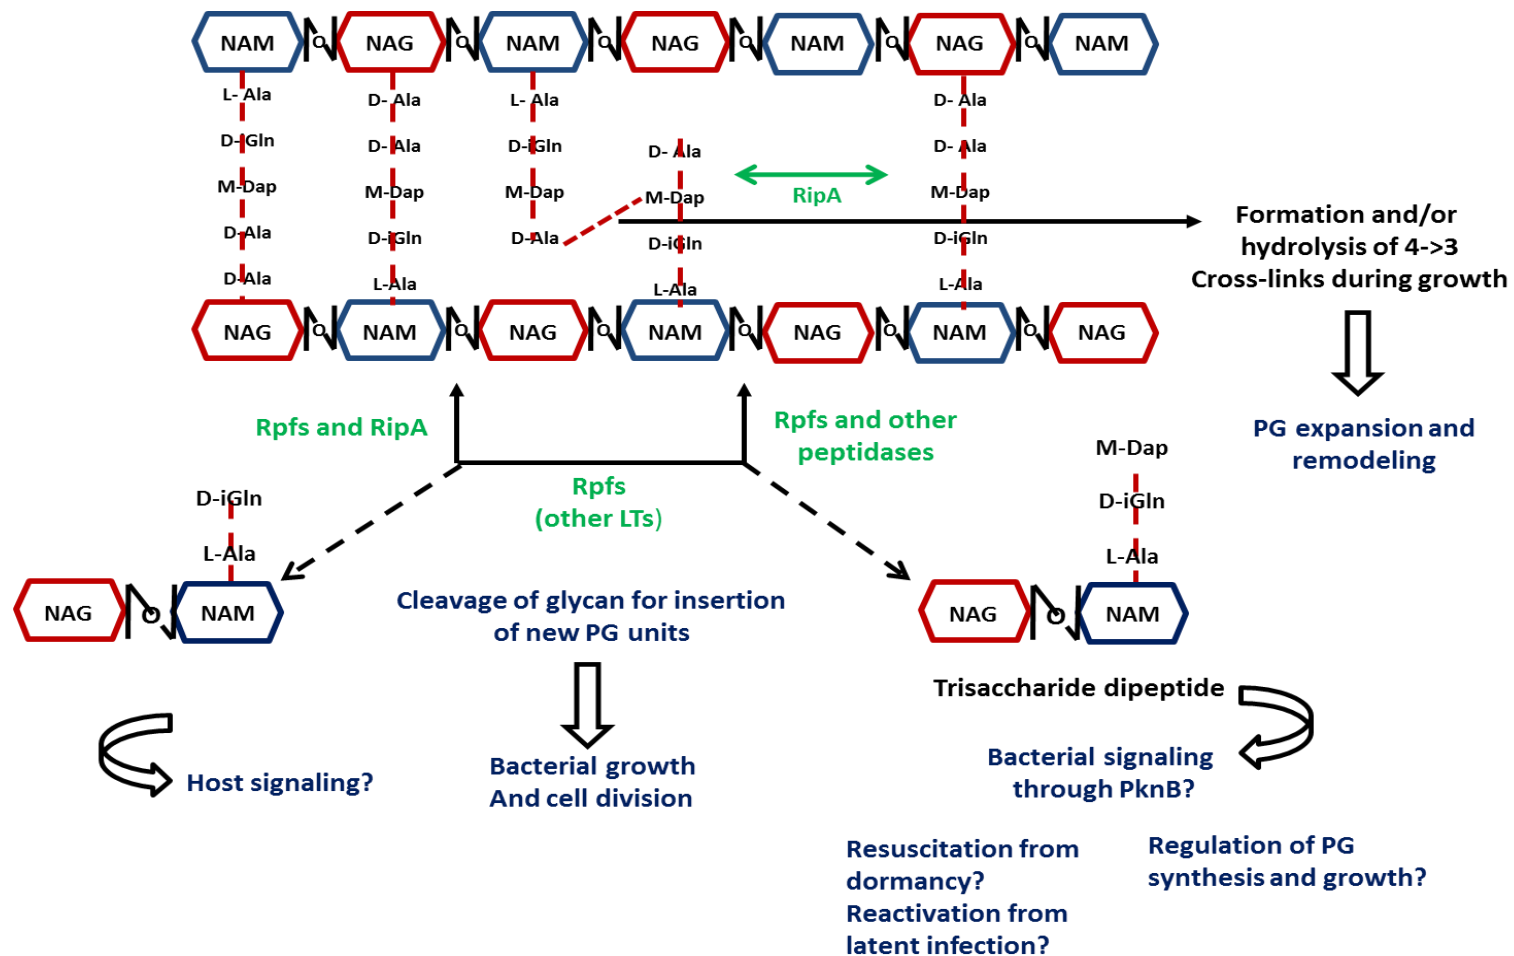 NAM O NAG O NAM O NAG O NAM O NAG O NAM
L- Ala
D-iGln
M-Dap
D-Ala
D-Ala
D- Ala
D- Ala
M-Dap
D-iGln
L-Ala
L- Ala
D-iGln
M-Dap
D-Ala
D- Ala
M-Dap
D-iGln
L-Ala
RipA
D- Ala
D- Ala
M-Dap
D-iGln
L-Ala
NAG O NAM O NAG O NAM O NAG O NAM O NAG
Formation and/or
hydrolysis of 4->3
Cross-links during growth
PG expansion and
remodeling
Rpfs and RipA
Rpfs and other
peptidases
Rpfs
(other LTs)
D-iGln
L-Ala
NAG O NAM
Host signaling?
Cleavage of glycan for insertion
of new PG units
Bacterial growth
And cell division
M-Dap
D-iGln
L-Ala
NAG O NAM
Trisaccharide dipeptide
Bacterial signaling
through PknB?
Resuscitation from
dormancy?
Reactivation from
latent infection?
Regulation of PG
synthesis and growth?